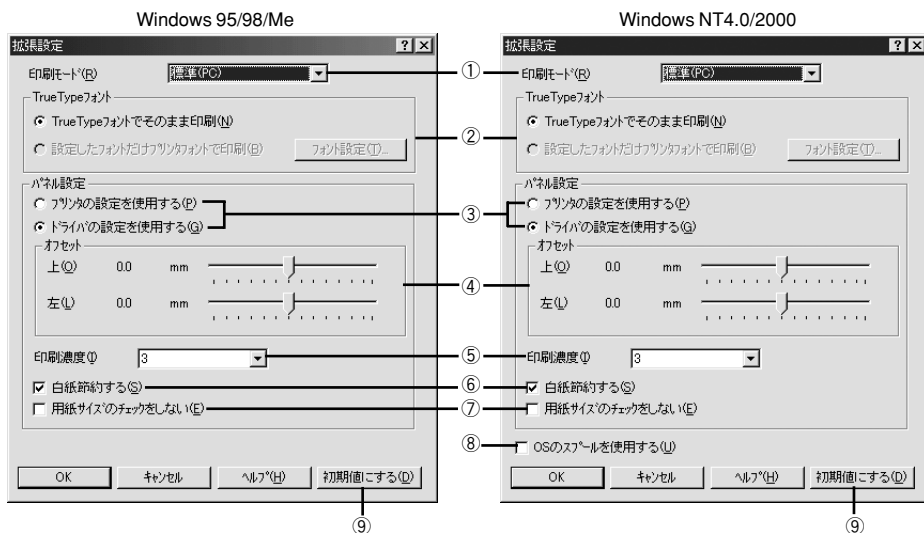 Windows 95/98/Me
拡張設定
印刷モード(R)
標準(PC)
TrueTypeフォント
TrueTypeフォントでそのまま印刷(N)
設定したフォントだけプリンタフォントで印刷(B)
フォント設定(T)...
パネル設定
プリンタの設定を使用する(P)
ドライバの設定を使用する(G)
オフセット
上(O) 0.0 mm
左(L) 0.0 mm
印刷濃度(I) 3
白紙節約する(S)
用紙サイズのチェックをしない(E)
OK
キャンセル
ヘルプ(H)
初期値にする(D)
⑨
①
②
③
④
⑤
⑥
⑦
⑧
Windows NT4.0/2000
拡張設定
印刷モード(R)
標準(PC)
TrueTypeフォント
TrueTypeフォントでそのまま印刷(N)
設定したフォントだけプリンタフォントで印刷(B)
フォント設定(T)...
パネル設定
プリンタの設定を使用する(P)
ドライバの設定を使用する(G)
オフセット
上(O) 0.0 mm
左(L) 0.0 mm
印刷濃度(I) 3
白紙節約する(S)
用紙サイズのチェックをしない(E)
OSのスプールを使用する(U)
OK
キャンセル
ヘルプ(H)
初期値にする(D)
⑨